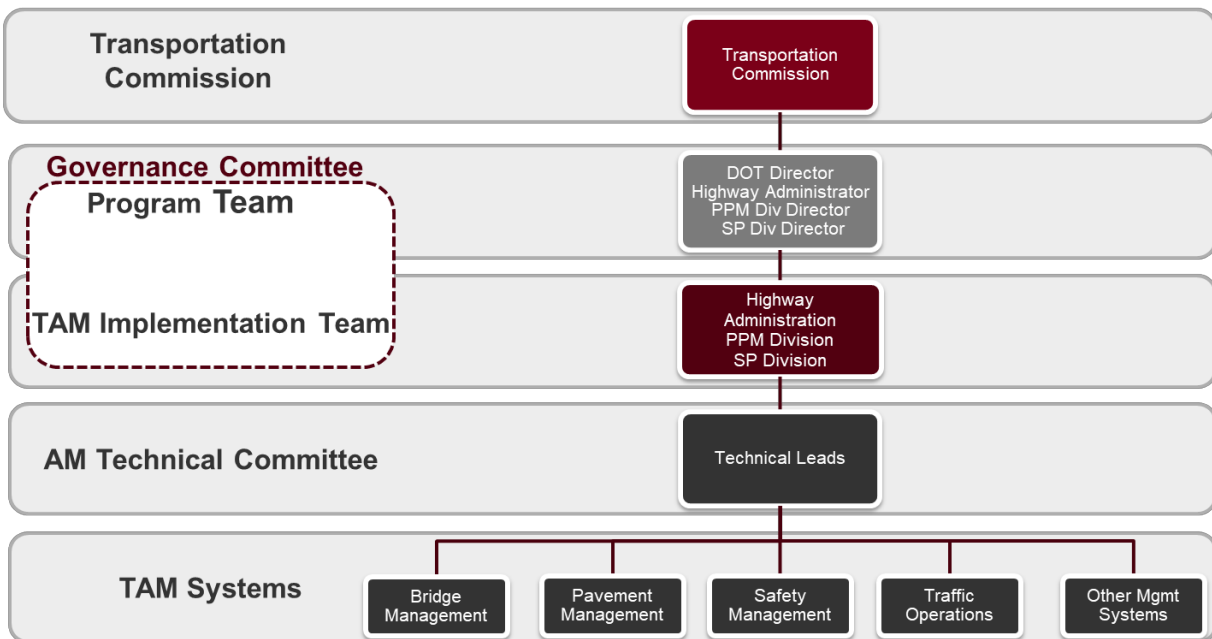 Transportation
Commission
Transportation
Commission
Governance Committee
Program Team
DOT Director
Highway Administrator
PPM Div Director
SP Div Director
TAM Implementation Team
Highway
Administration
PPM Division
SP Division
AM Technical Committee
Technical Leads
TAM Systems
Bridge
Management
Pavement
Management
Safety
Management
Traffic
Operations
Other Mgmt
Systems